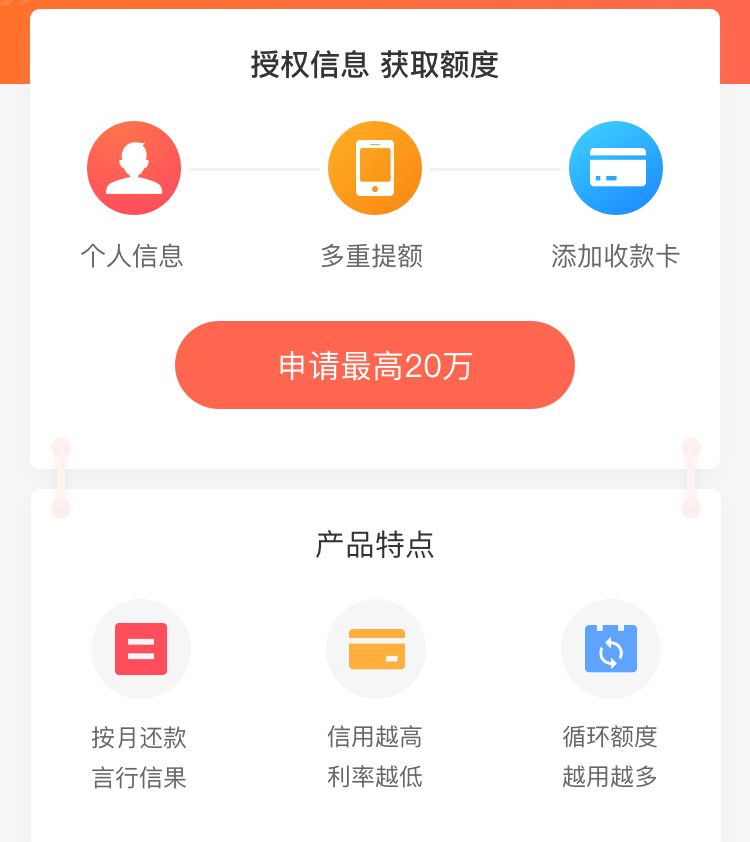 授权信息 获取额度
个人信息
多重提额
添加收款卡
申请最高20万
产品特点
按月还款
言行信果
信用越高
利率越低
循环额度
越用越多